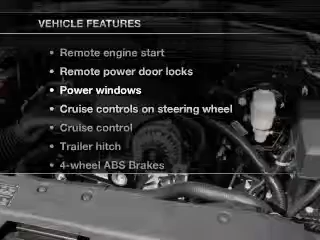 VEHICLE FEATURES
• Remote engine start
• Remote power door locks
• Power windows
• Cruise controls on steering wheel
• Cruise control
• Trailer hitch
• 4-wheel ABS Brakes